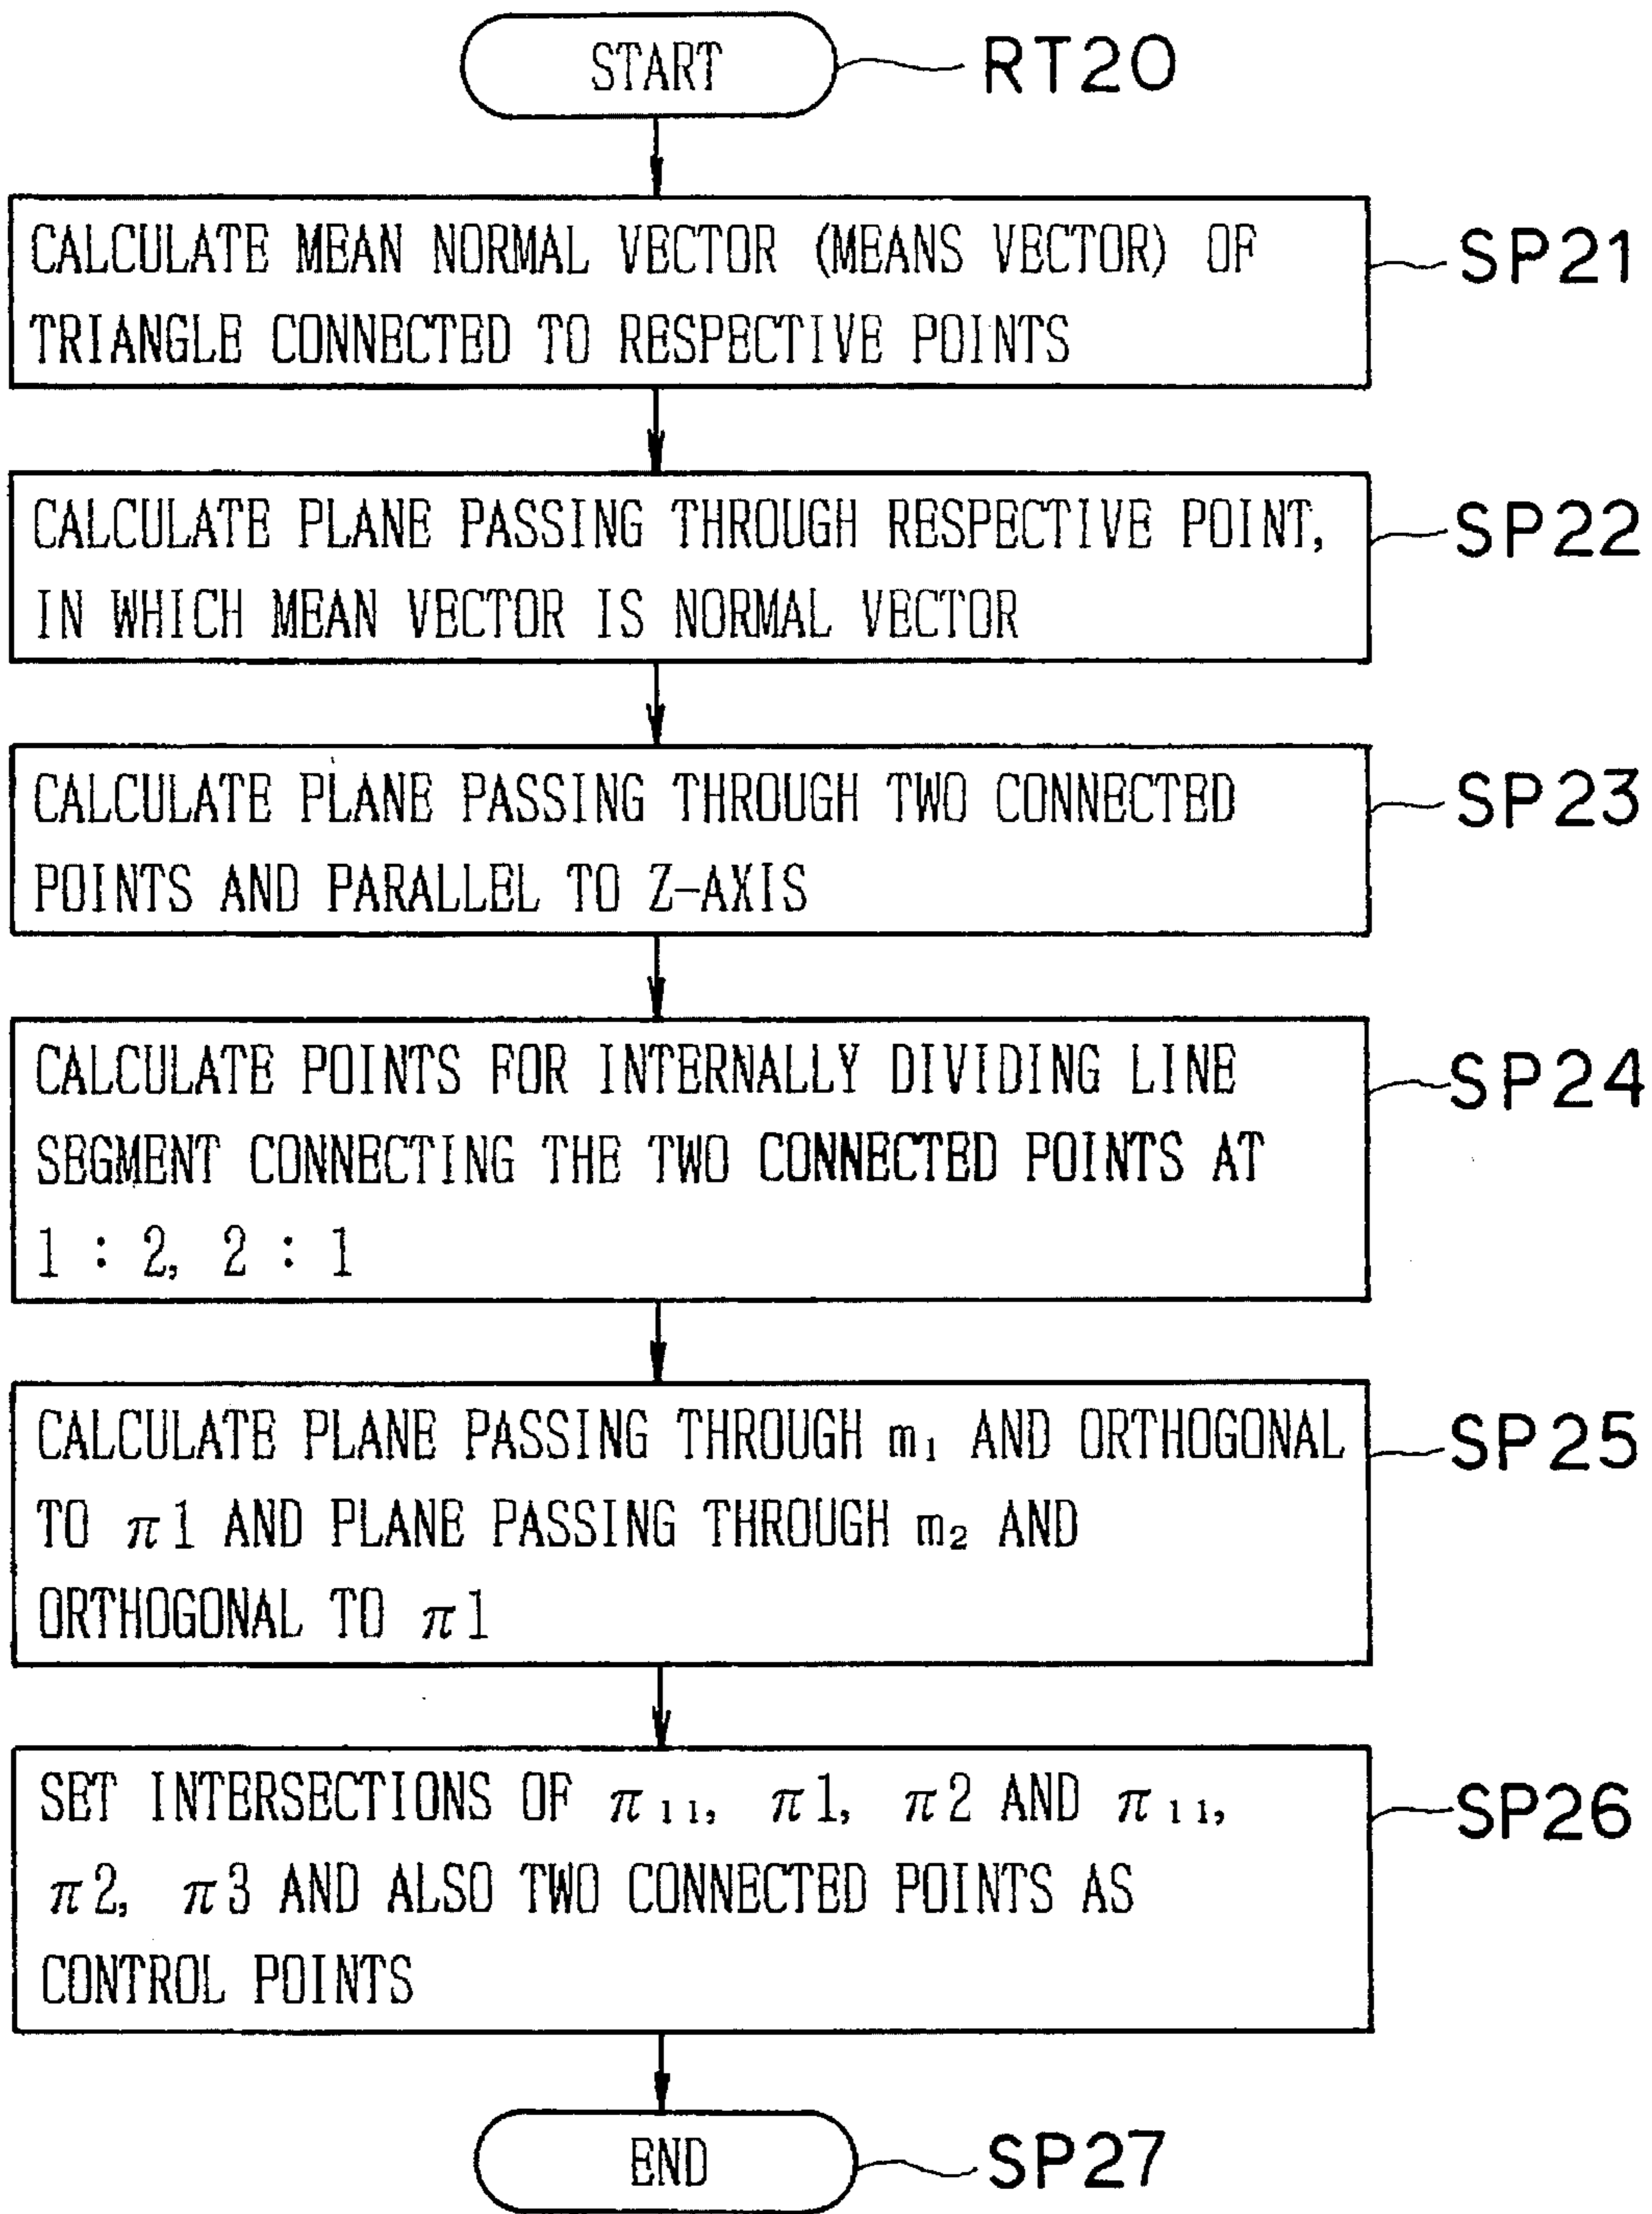 START
RT20
CALCULATE MEAN NORMAL VECTOR (MEANS VECTOR) OF
TRIANGLE CONNECTED TO RESPECTIVE POINTS
SP21
CALCULATE PLANE PASSING THROUGH RESPECTIVE POINT,
IN WHICH MEAN VECTOR IS NORMAL VECTOR
SP22
CALCULATE PLANE PASSING THROUGH TWO CONNECTED
POINTS AND PARALLEL TO Z-AXIS
SP23
CALCULATE POINTS FOR INTERNALLY DIVIDING LINE
SEGMENT CONNECTING THE TWO CONNECTED POINTS AT
1 : 2, 2 : 1
SP24
CALCULATE PLANE PASSING THROUGH m₁ AND ORTHOGONAL
TO π1 AND PLANE PASSING THROUGH m₂ AND
ORTHOGONAL TO π1
SP25
SET INTERSECTIONS OF π₁₁, π1, π2 AND π₁₁,
π2, π3 AND ALSO TWO CONNECTED POINTS AS
CONTROL POINTS
SP26
END
SP27